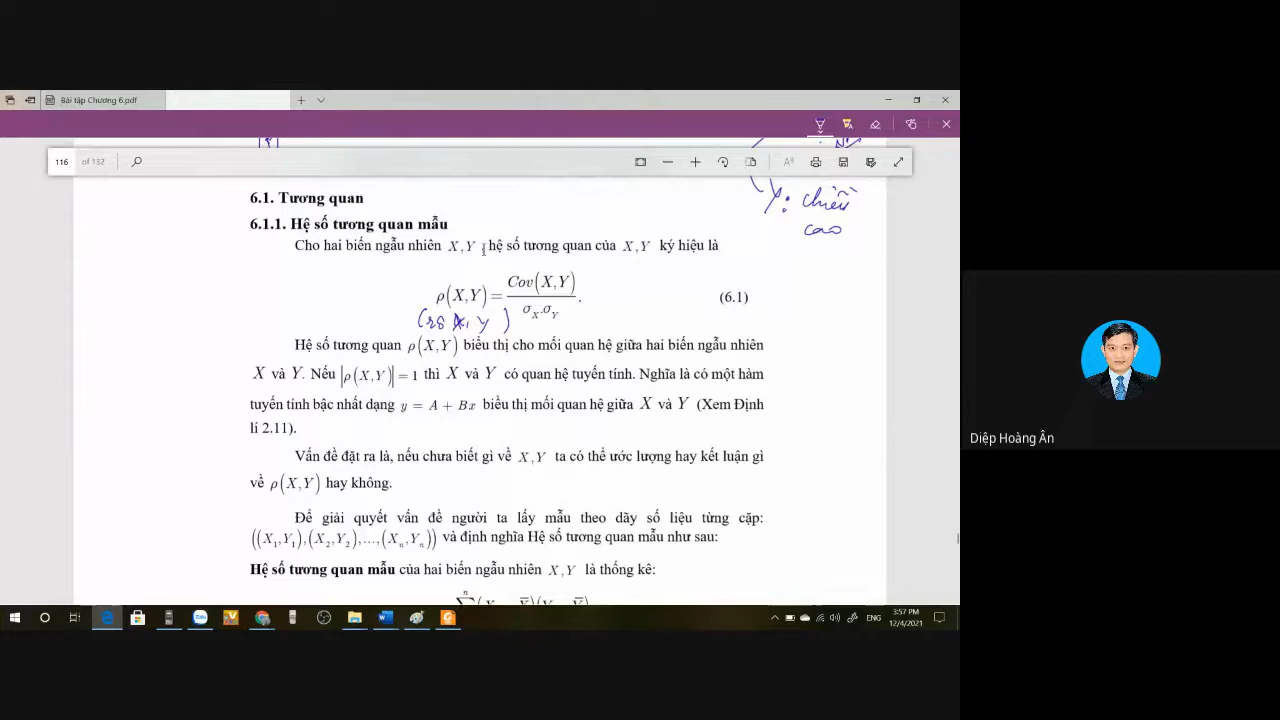 Bài tập Chương 6.pdf
116 of 132
6.1. Tương quan
6.1.1. Hệ số tương quan mẫu
Y: chiều
cao
Cho hai biến ngẫu nhiên X, Y hệ số tương quan của X, Y ký hiệu là
ρ(X,Y) = Cov(X,Y) / σ_X.σ_Y. (6.1)
Hệ số tương quan ρ(X,Y) biểu thị cho mối quan hệ giữa hai biến ngẫu nhiên
X và Y. Nếu |ρ(X,Y)| = 1 thì X và Y có quan hệ tuyến tính. Nghĩa là có một hàm
tuyến tính bậc nhất dạng y = A + Bx biểu thị mối quan hệ giữa X và Y (Xem Định
lí 2.11).
Vấn đề đặt ra là, nếu chưa biết gì về X, Y ta có thể ước lượng hay kết luận gì
về ρ(X,Y) hay không.
Để giải quyết vấn đề người ta lấy mẫu theo dãy số liệu từng cặp:
((X₁,Y₁),(X₂,Y₂),...,(Xₙ,Yₙ)) và định nghĩa Hệ số tương quan mẫu như sau:
Hệ số tương quan mẫu của hai biến ngẫu nhiên X, Y là thống kê:
Diệp Hoàng Ân
ENG
3:57 PM
12/4/2021